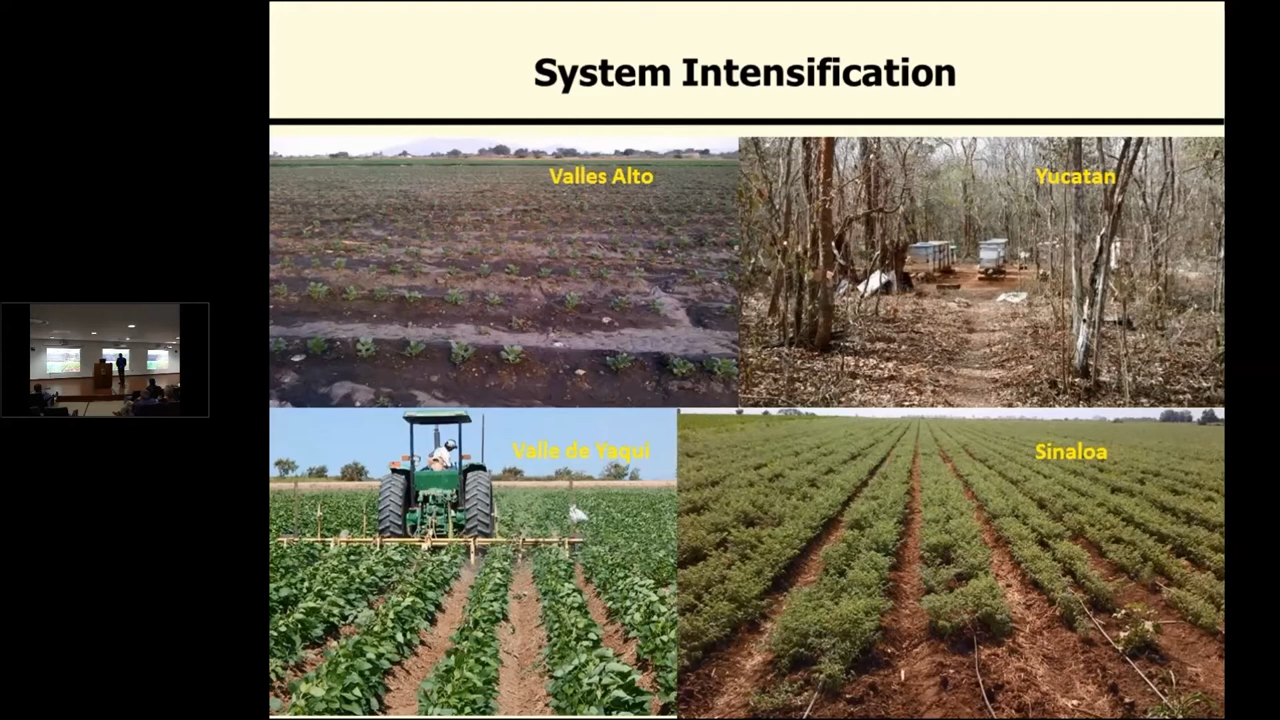 System Intensification
Valles Alto
Yucatan
Valle de Yaqui
Sinaloa